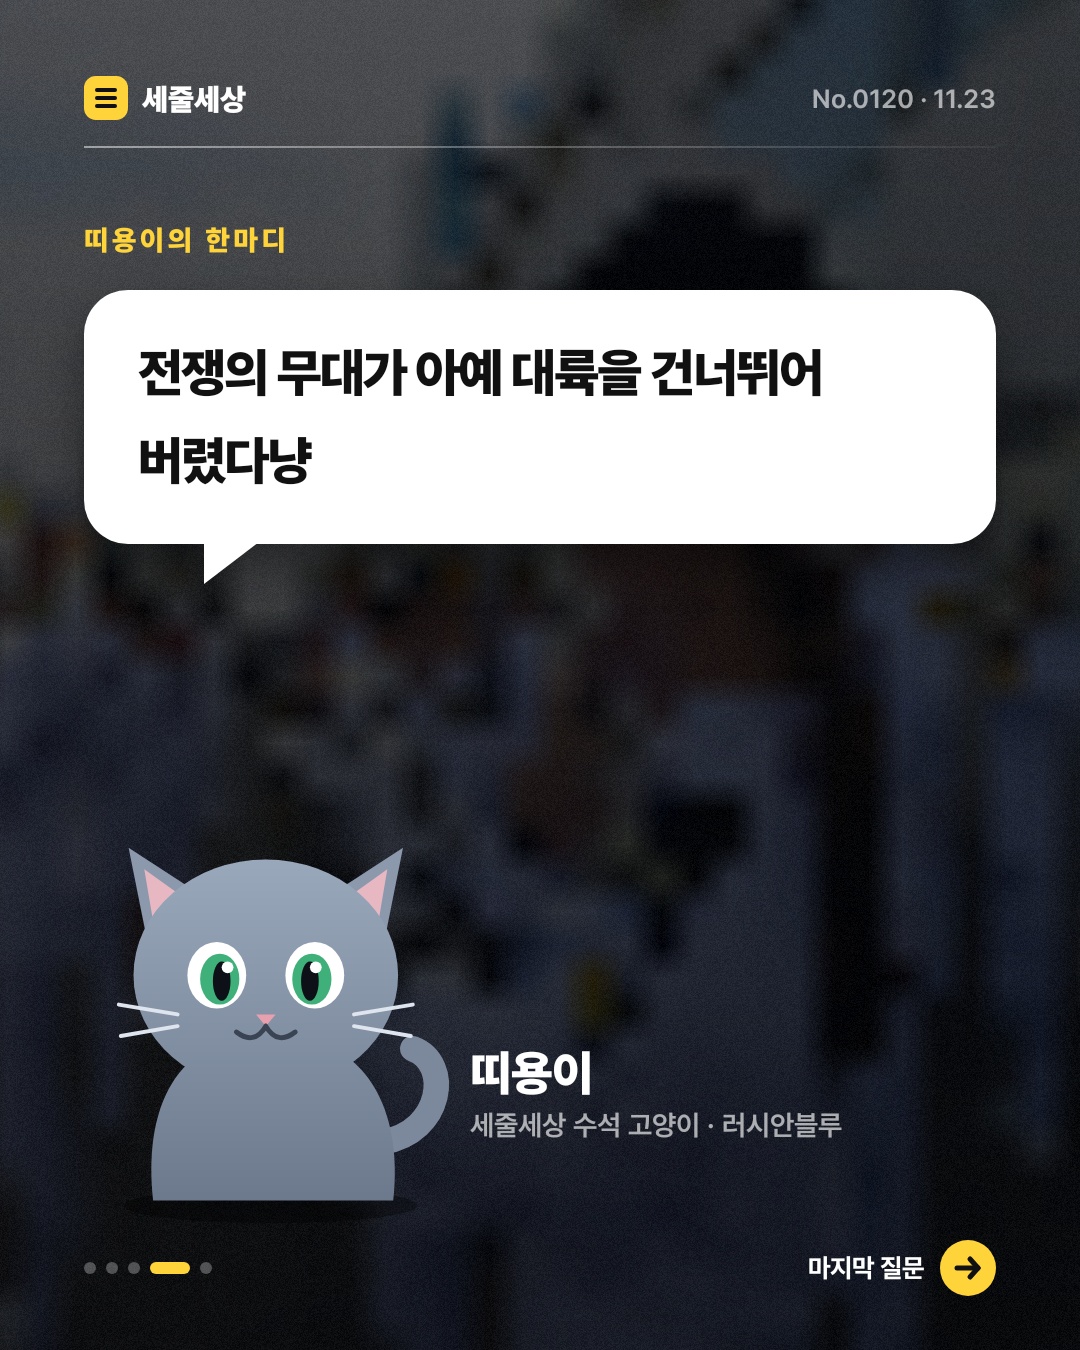 세줄세상
No.0120 · 11.23
띠용이의 한마디
전쟁의 무대가 아예 대륙을 건너뛰어
버렸다냥
띠용이
세줄세상 수석 고양이 · 러시안블루
마지막 질문